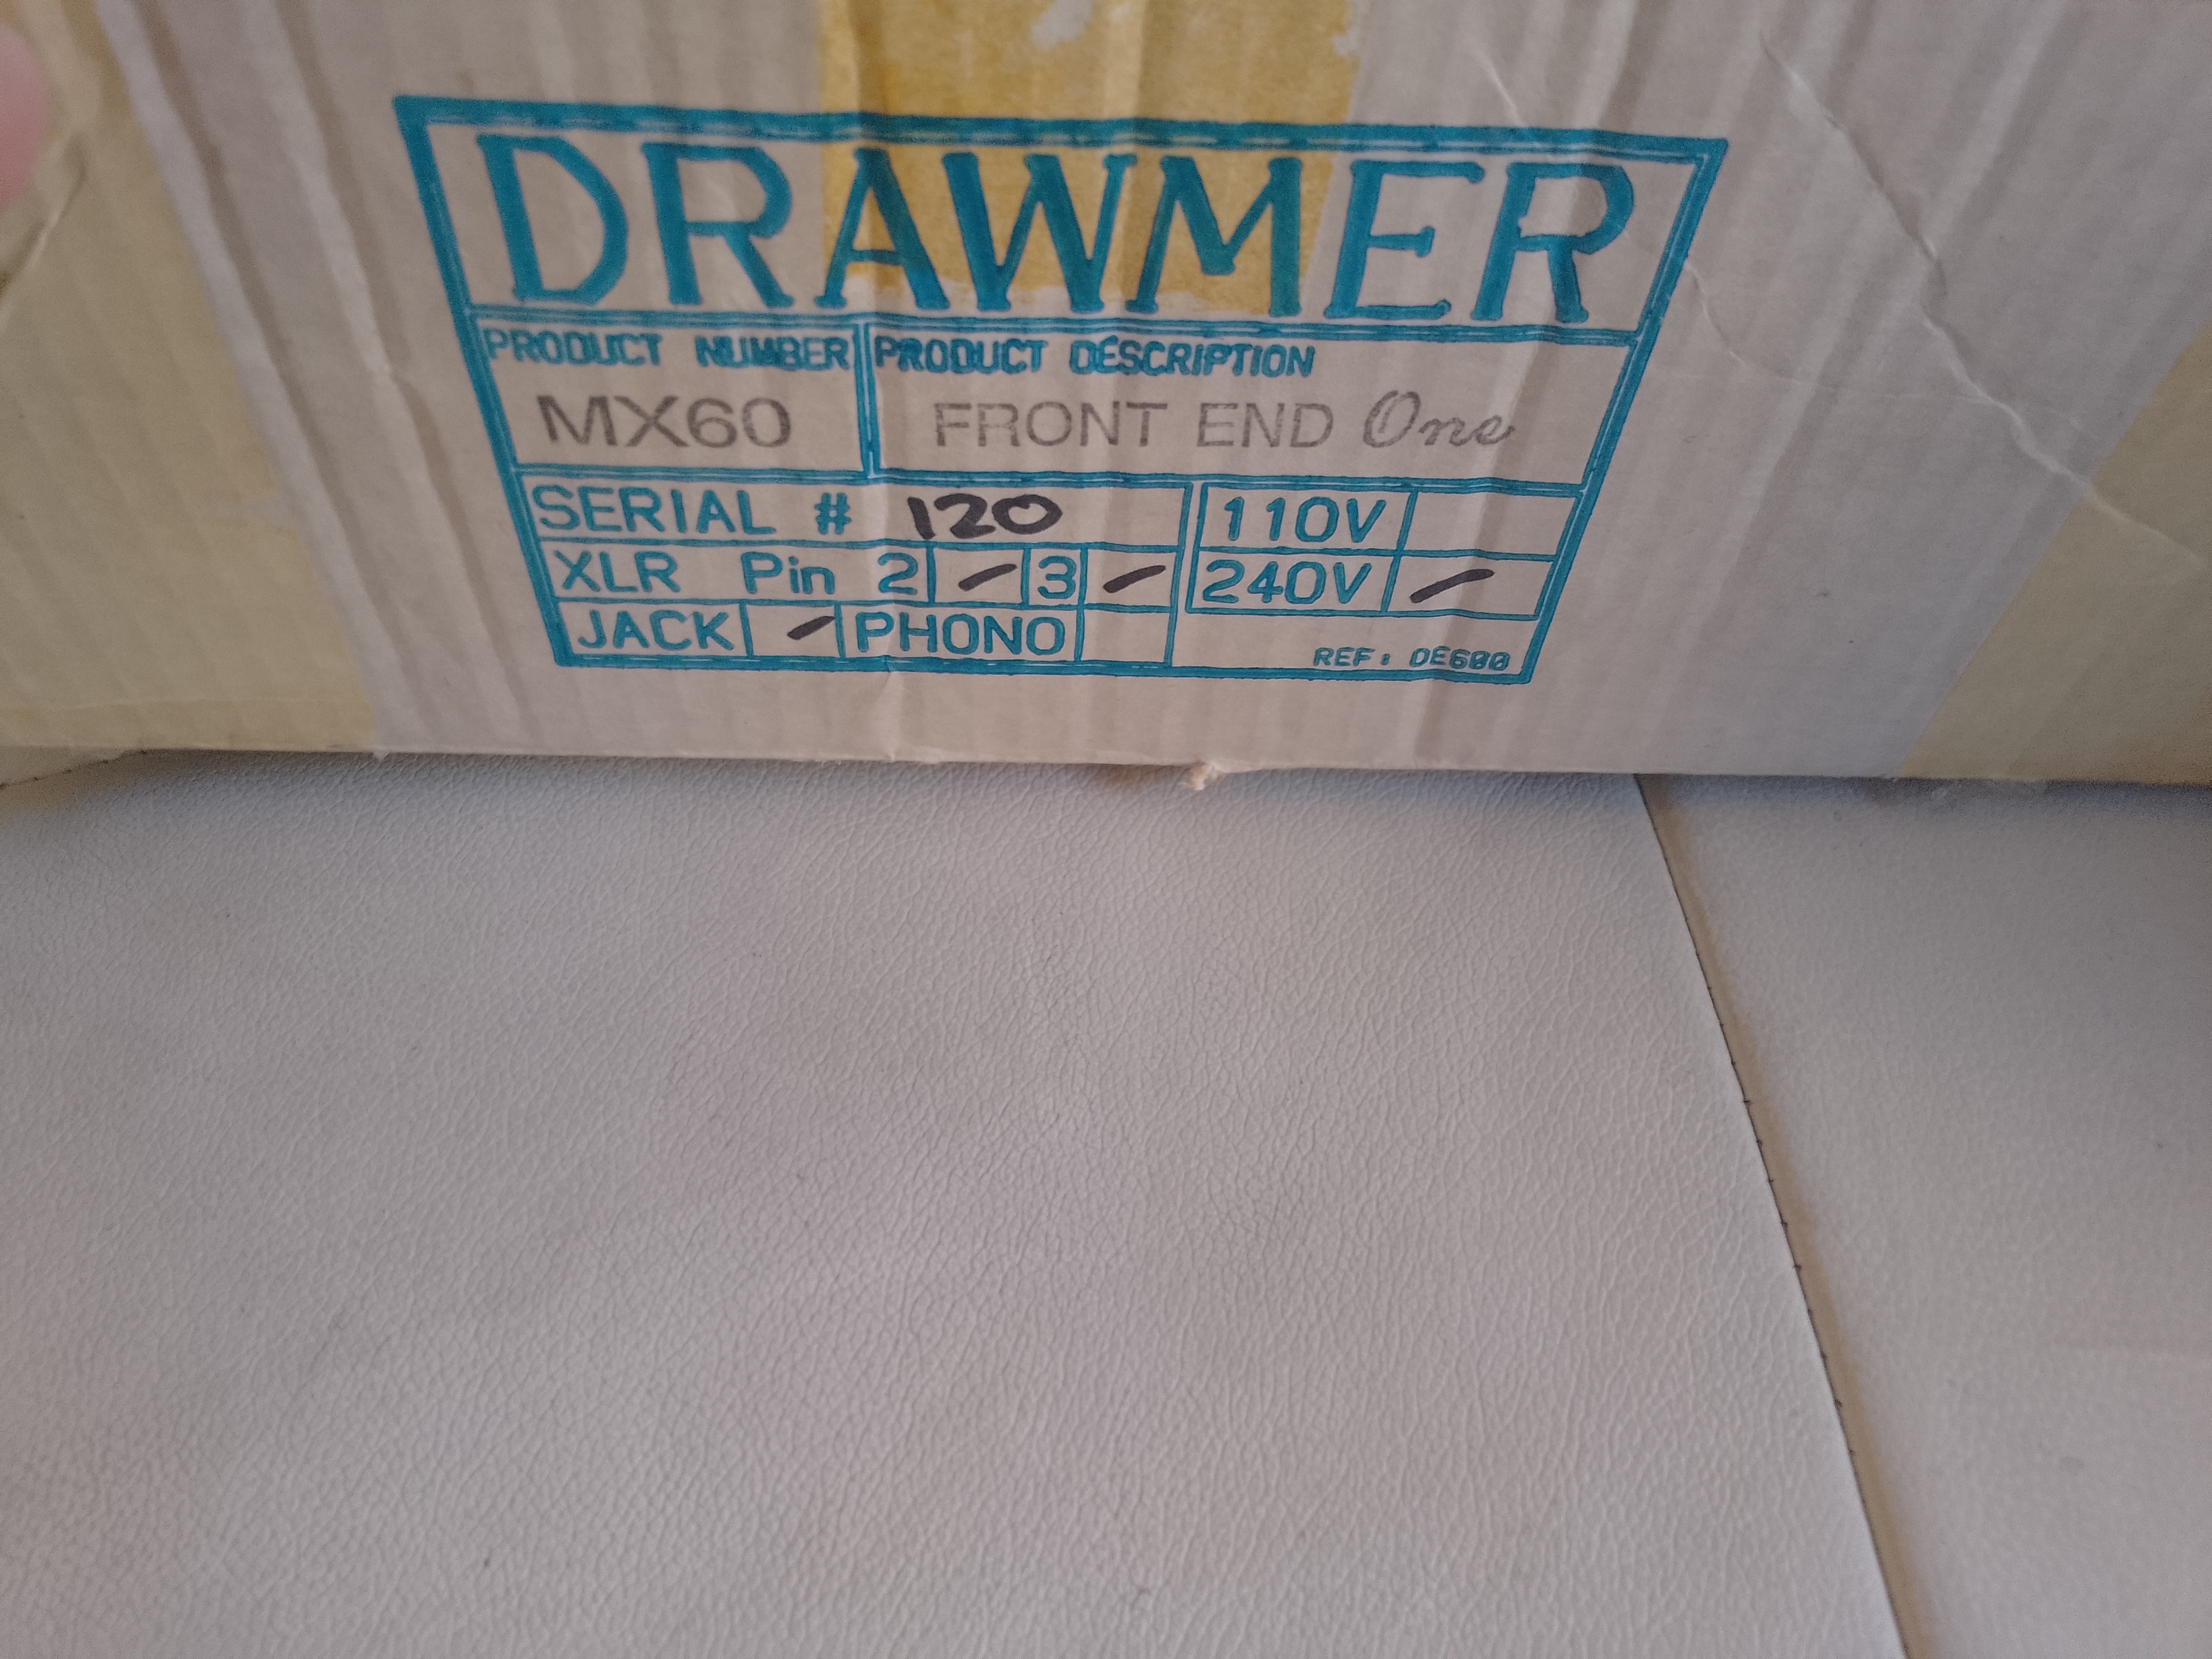 DRAWMER
PRODUCT NUMBER PRODUCT DESCRIPTION
MX60 FRONT END One
SERIAL # 120 110V
XLR Pin 2 / 3 / 240V /
JACK / PHONO
REF: DE600